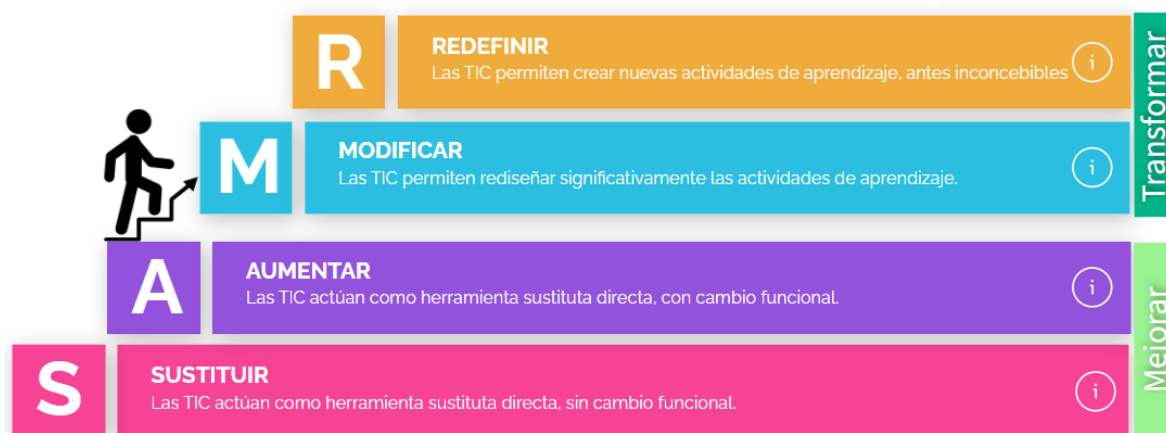 R
REDEFINIR
Las TIC permiten crear nuevas actividades de aprendizaje, antes inconcebibles
i
M
MODIFICAR
Las TIC permiten rediseñar significativamente las actividades de aprendizaje.
i
Transformar
A
AUMENTAR
Las TIC actúan como herramienta sustituta directa, con cambio funcional.
i
S
SUSTITUIR
Las TIC actúan como herramienta sustituta directa, sin cambio funcional.
i
Mejorar